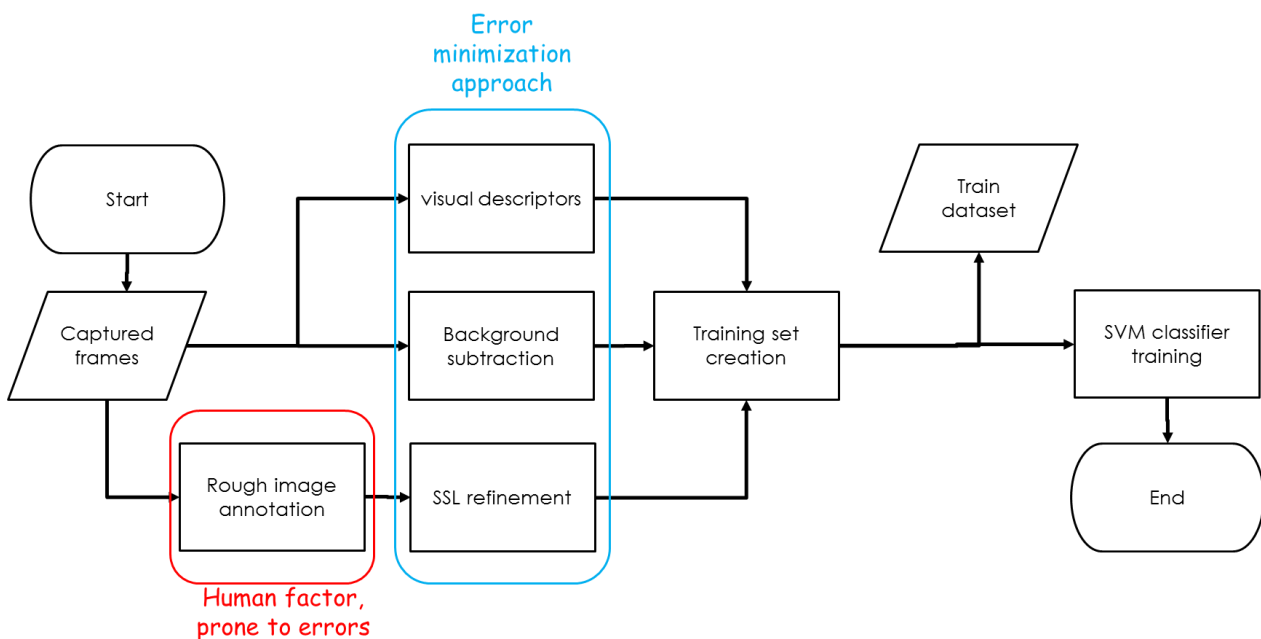 Error
minimization
approach
Start
visual descriptors
Train
dataset
Captured
frames
Background
subtraction
Training set
creation
SVM classifier
training
Rough image
annotation
SSL refinement
End
Human factor,
prone to errors